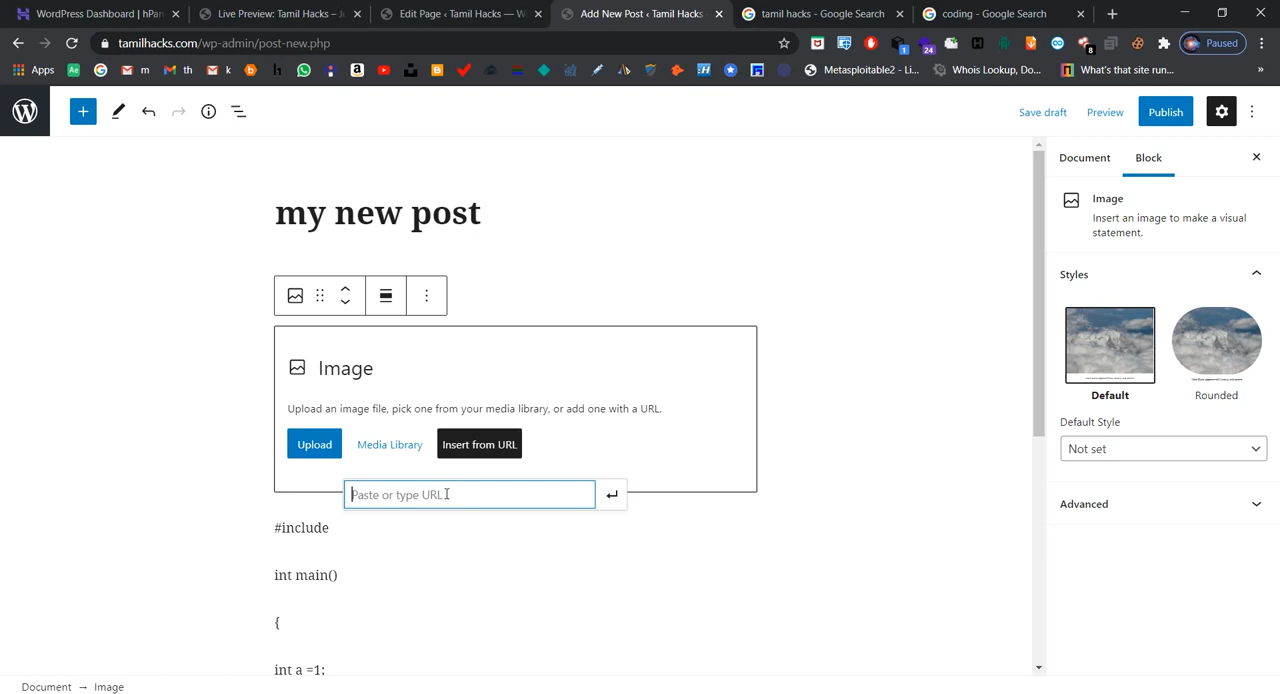 WordPress Dashboard | hPan
Live Preview: Tamil Hacks – Ju
Edit Page ‹ Tamil Hacks — W
Add New Post ‹ Tamil Hacks
tamil hacks - Google Search
coding - Google Search
tamilhacks.com/wp-admin/post-new.php
1
24
8
Paused
Apps
m
th
k
Metasploitable2 - Li...
Whois Lookup, Do...
What's that site run...
Save draft
Preview
Publish
Document
Block
my new post
Image
Insert an image to make a visual
statement.
Styles
Image
Upload an image file, pick one from your media library, or add one with a URL.
Upload
Media Library
Insert from URL
Paste or type URL
Default
Rounded
Default Style
Not set
Advanced
#include
int main()
{
int a =1;
Document → Image